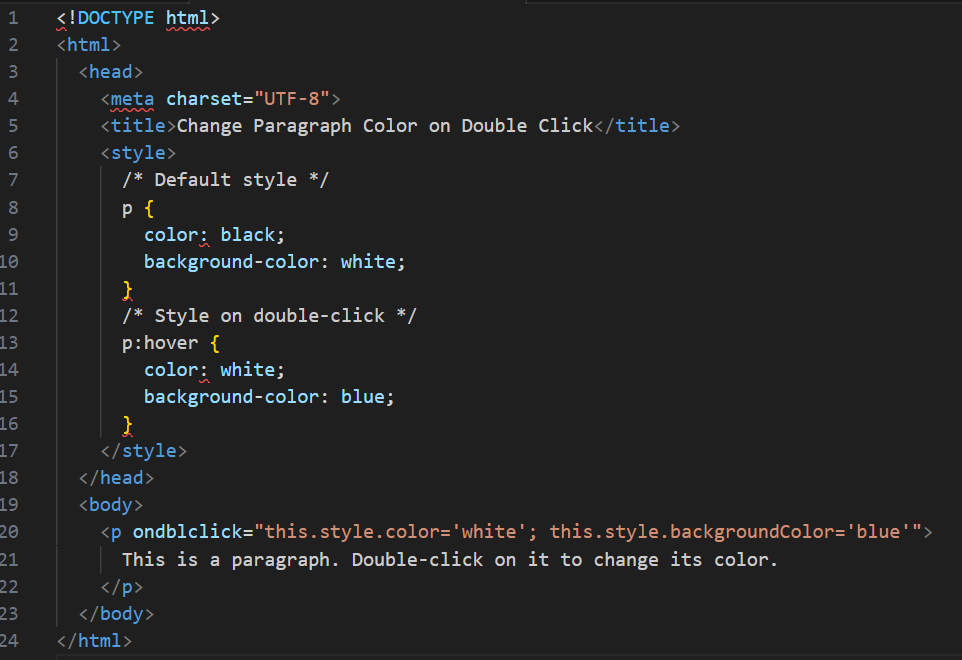 1 <!DOCTYPE html>
2 <html>
3 <head>
4 <meta charset="UTF-8">
5 <title>Change Paragraph Color on Double Click</title>
6 <style>
7 /* Default style */
8 p {
9 color: black;
10 background-color: white;
11 }
12 /* Style on double-click */
13 p:hover {
14 color: white;
15 background-color: blue;
16 }
17 </style>
18 </head>
19 <body>
20 <p ondblclick="this.style.color='white'; this.style.backgroundColor='blue'">
21 This is a paragraph. Double-click on it to change its color.
22 </p>
23 </body>
24 </html>